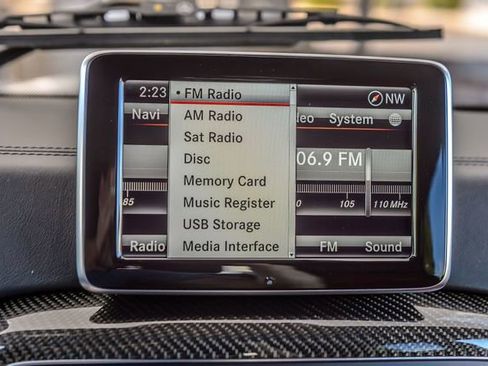 2:23
NW
Navi
eo
System
• FM Radio
AM Radio
Sat Radio
Disc
Memory Card
Music Register
USB Storage
Media Interface
06.9 FM
85
105
110 MHz
Radio
FM
Sound